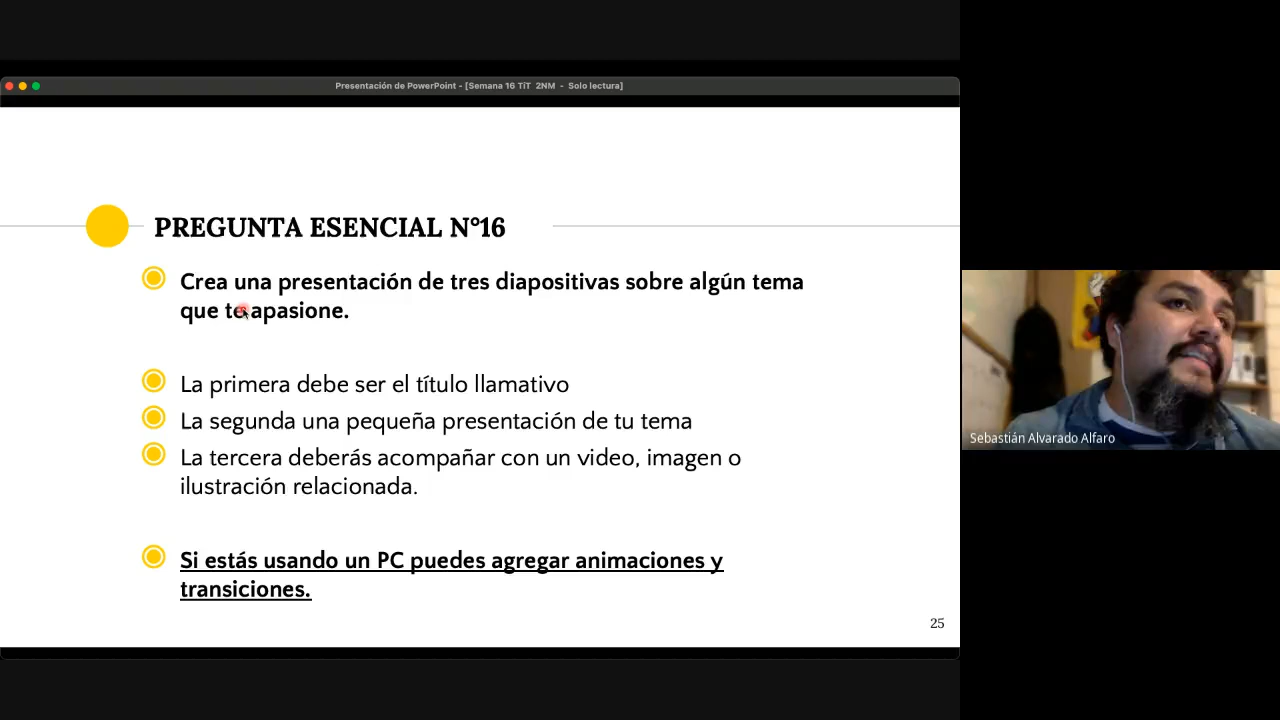 Presentación de PowerPoint - [Semana 16 TiT 2NM - Solo lectura]
PREGUNTA ESENCIAL N°16
Crea una presentación de tres diapositivas sobre algún tema
que te apasione.
La primera debe ser el título llamativo
La segunda una pequeña presentación de tu tema
La tercera deberás acompañar con un video, imagen o
ilustración relacionada.
Si estás usando un PC puedes agregar animaciones y
transiciones.
25
Sebastián Alvarado Alfaro